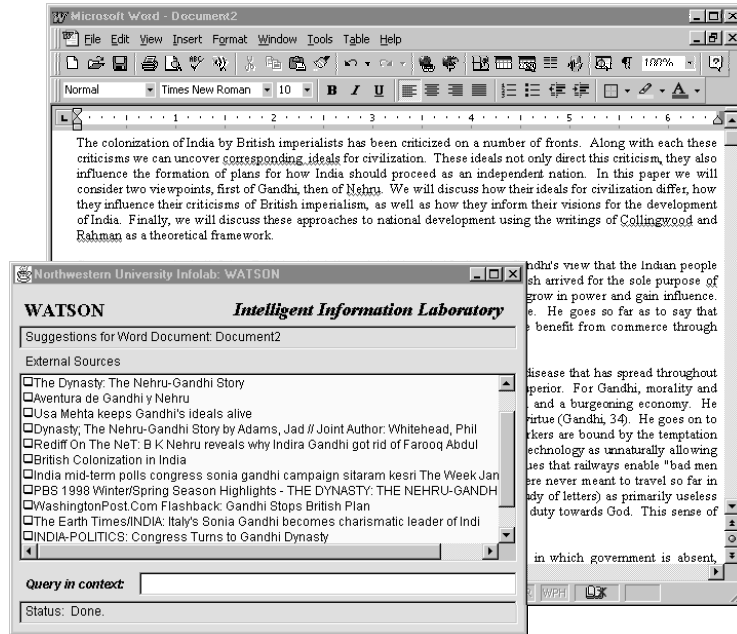 Microsoft Word - Document2
File Edit View Insert Format Window Tools Table Help
100%
Normal Times New Roman 10 B I U A
1 2 3 4 5 6
The colonization of India by British imperialists has been criticized on a number of fronts. Along with each these
criticisms we can uncover corresponding ideals for civilization. These ideals not only direct this criticism, they also
influence the formation of plans for how India should proceed as an independent nation. In this paper we will
consider two viewpoints, first of Gandhi, then of Nehru. We will discuss how their ideals for civilization differ, how
they influence their criticisms of British imperialism, as well as how they inform their visions for the development
of India. Finally, we will discuss these approaches to national development using the writings of Collingwood and
Rahman as a theoretical framework.
ndhi's view that the Indian people
sh arrived for the sole purpose of
grow in power and gain influence.
e. He goes so far as to say that
benefit from commerce through
disease that has spread throughout
perior. For Gandhi, morality and
and a burgeoning economy. He
virtue (Gandhi, 34). He goes on to
rkers are bound by the temptation
echnology as unnaturally allowing
ues that railways enable "bad men
ere never meant to travel so far in
dy of letters) as primarily useless
duty towards God. This sense of
in which government is absent,
WPH
Northwestern University Infolab: WATSON
WATSON Intelligent Information Laboratory
Suggestions for Word Document: Document2
External Sources
The Dynasty: The Nehru-Gandhi Story
Aventura de Gandhi y Nehru
Usa Mehta keeps Gandhi's ideals alive
Dynasty; The Nehru-Gandhi Story by Adams, Jad // Joint Author: Whitehead, Phil
Rediff On The NeT: B K Nehru reveals why Indira Gandhi got rid of Farooq Abdul
British Colonization in India
India mid-term polls congress sonia gandhi campaign sitaram kesri The Week Jan
PBS 1998 Winter/Spring Season Highlights - THE DYNASTY: THE NEHRU-GANDH
WashingtonPost.Com Flashback: Gandhi Stops British Plan
The Earth Times/INDIA: Italy's Sonia Gandhi becomes charismatic leader of Indi
INDIA-POLITICS: Congress Turns to Gandhi Dynasty
Query in context:
Status: Done.